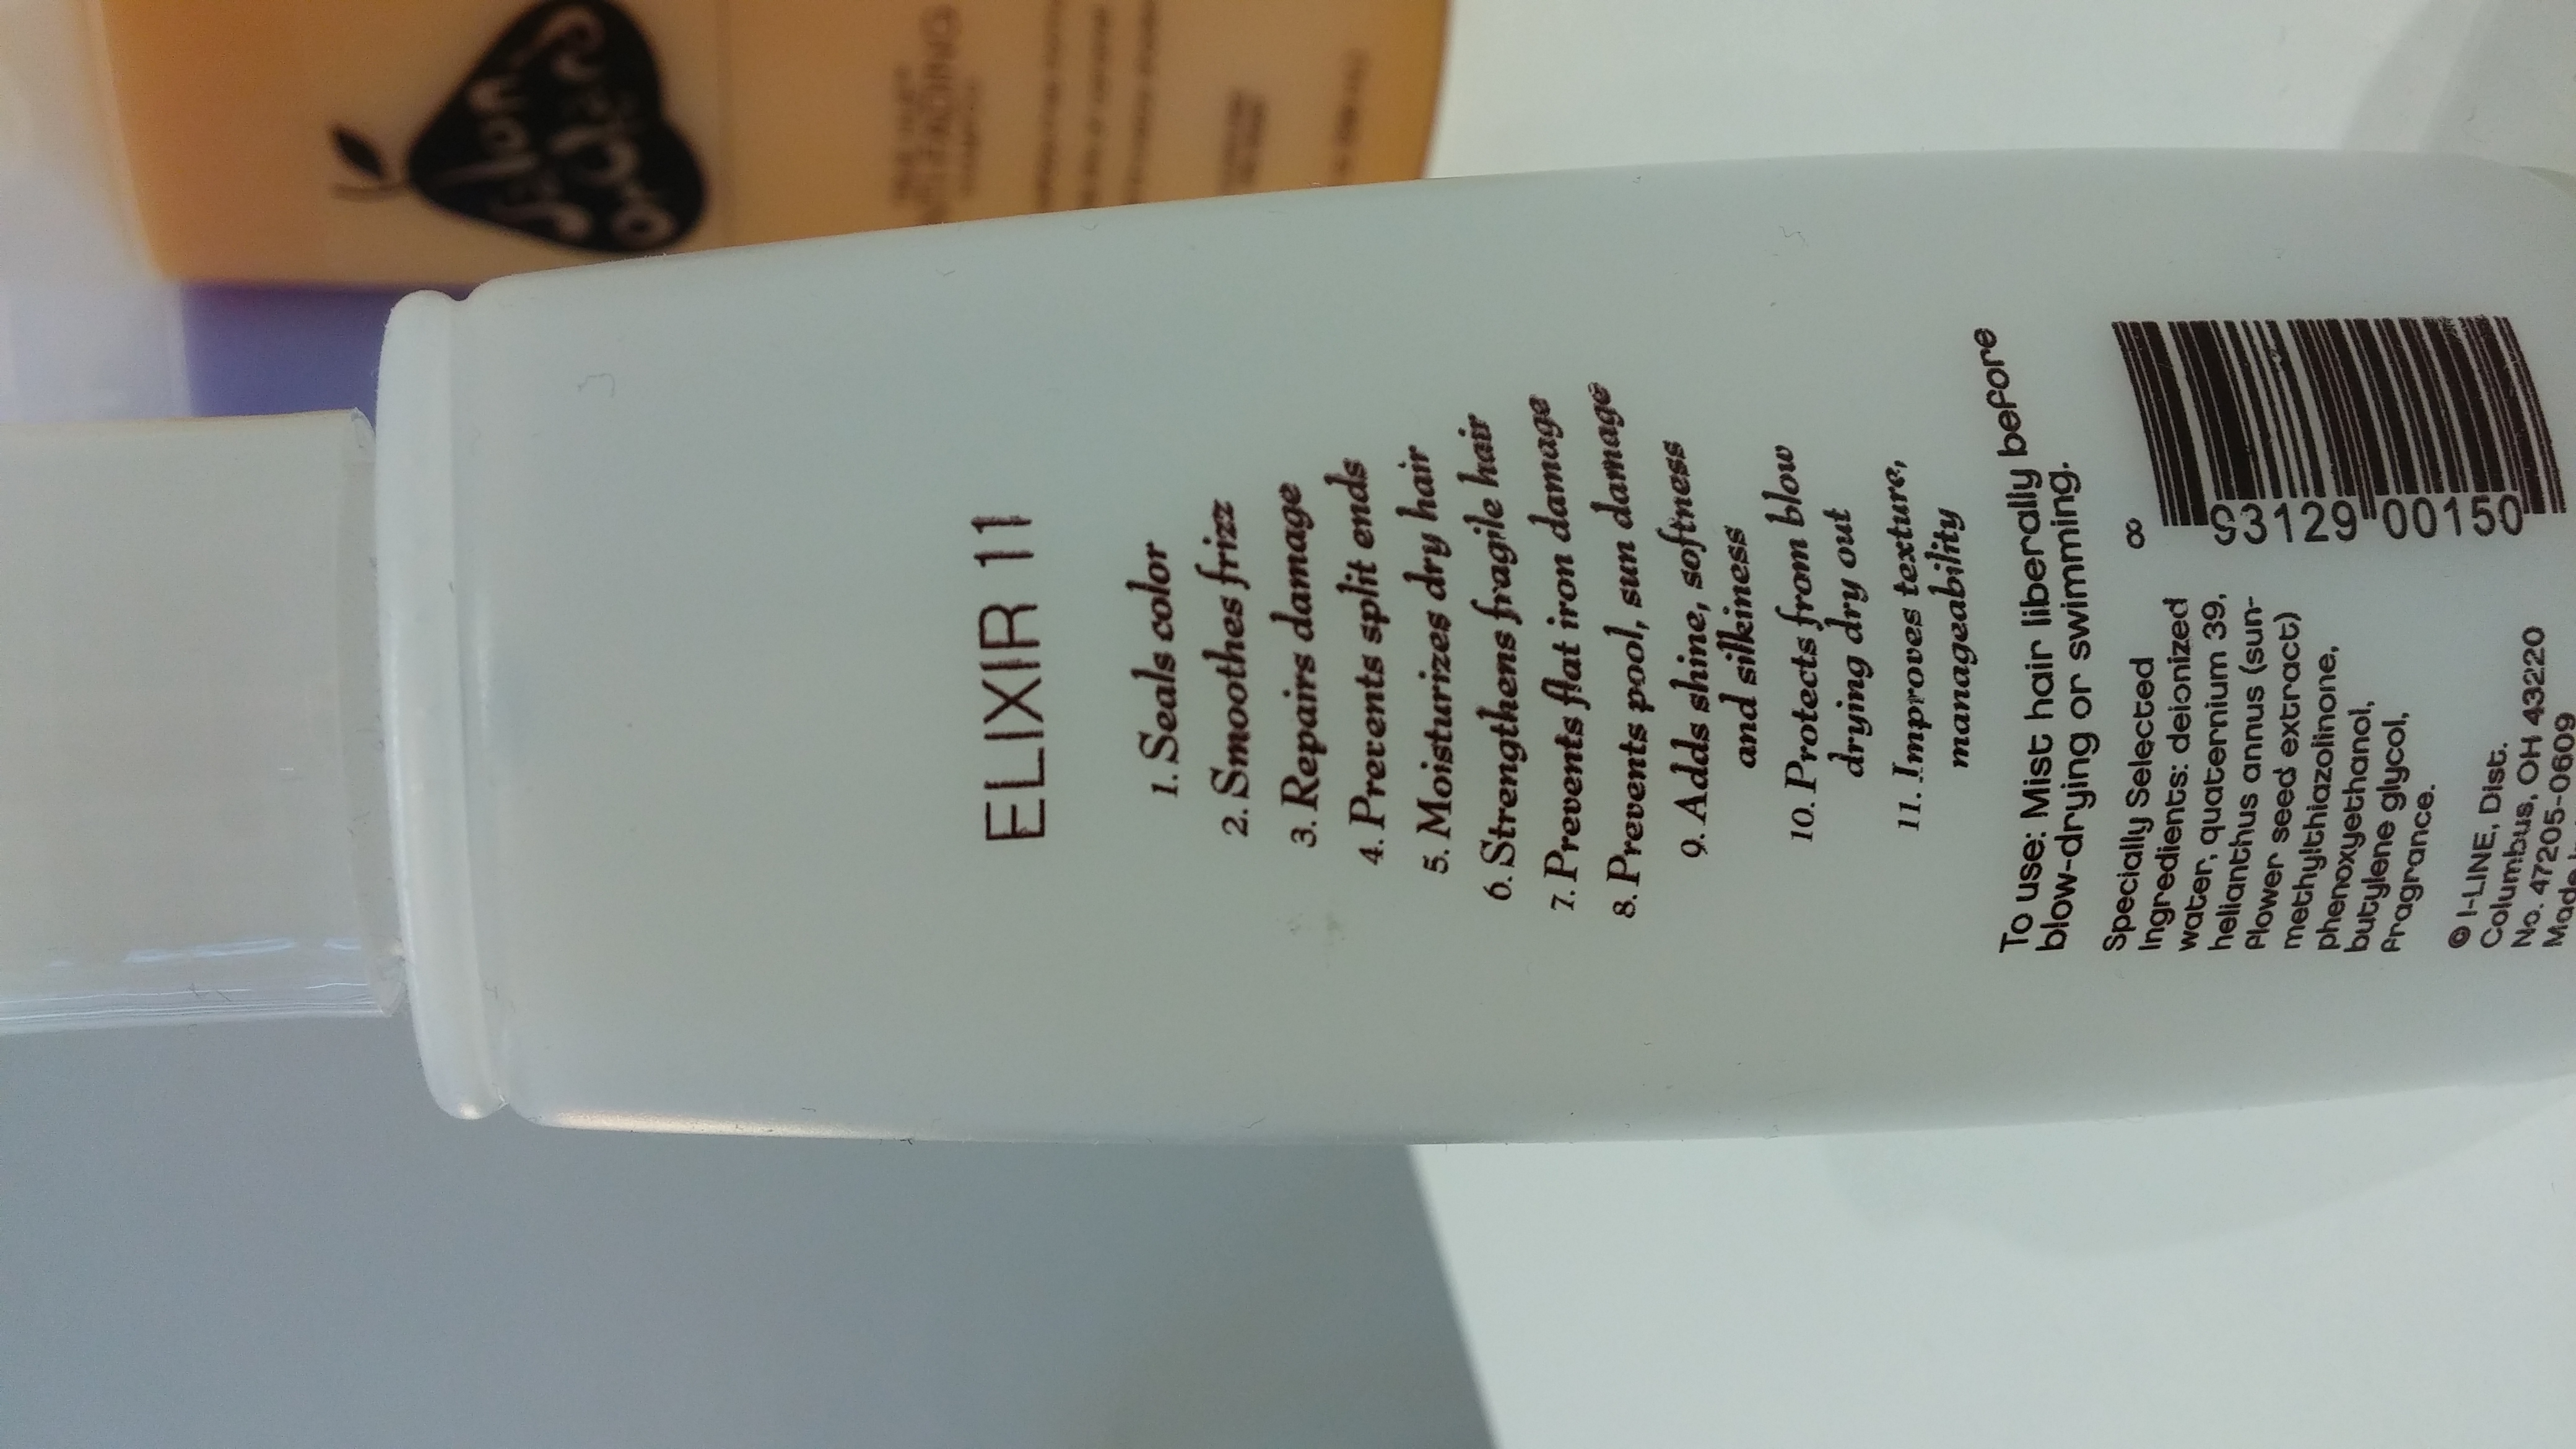 ELIXIR 11
1. Seals color
2. Smoothes frizz
3. Repairs damage
4. Prevents split ends
5. Moisturizes dry hair
6. Strengthens fragile hair
7. Prevents flat iron damage
8. Prevents pool, sun damage
9. Adds shine, softness
and silkiness
10. Protects from blow
drying dry out
11. Improves texture,
manageability
To use: Mist hair liberally before
blow-drying or swimming.
Specially Selected
Ingredients: deionized
water, quaternium 39,
helianthus annus (sun-
flower seed extract)
methylthiazolinone,
phenoxyethanol,
butylene glycol,
fragrance.
© I-LINE, Dist.
Columbus, OH 43220
No. 47205-0609
Made
8 93129 00150
Salon
Orchard
FADING